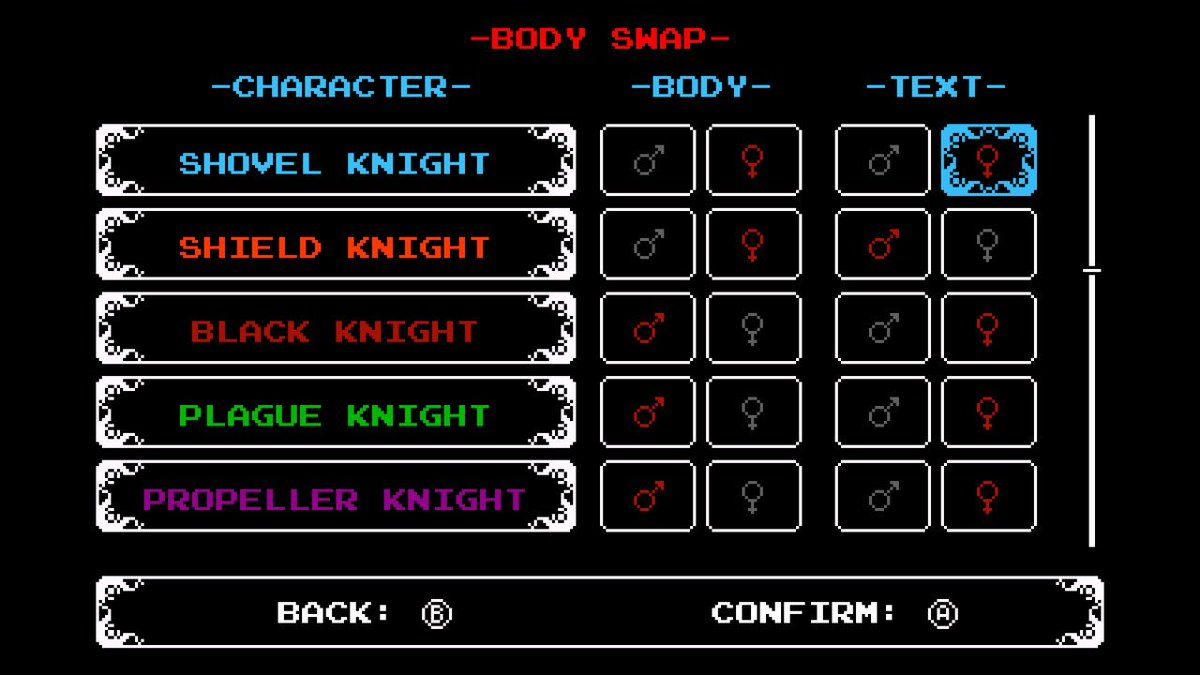 -BODY SWAP-
-CHARACTER- -BODY- -TEXT-
SHOVEL KNIGHT ♂ ♀ ♂ ♀
SHIELD KNIGHT ♂ ♀ ♂ ♀
BLACK KNIGHT ♂ ♀ ♂ ♀
PLAGUE KNIGHT ♂ ♀ ♂ ♀
PROPELLER KNIGHT ♂ ♀ ♂ ♀
BACK: Ⓑ CONFIRM: Ⓐ